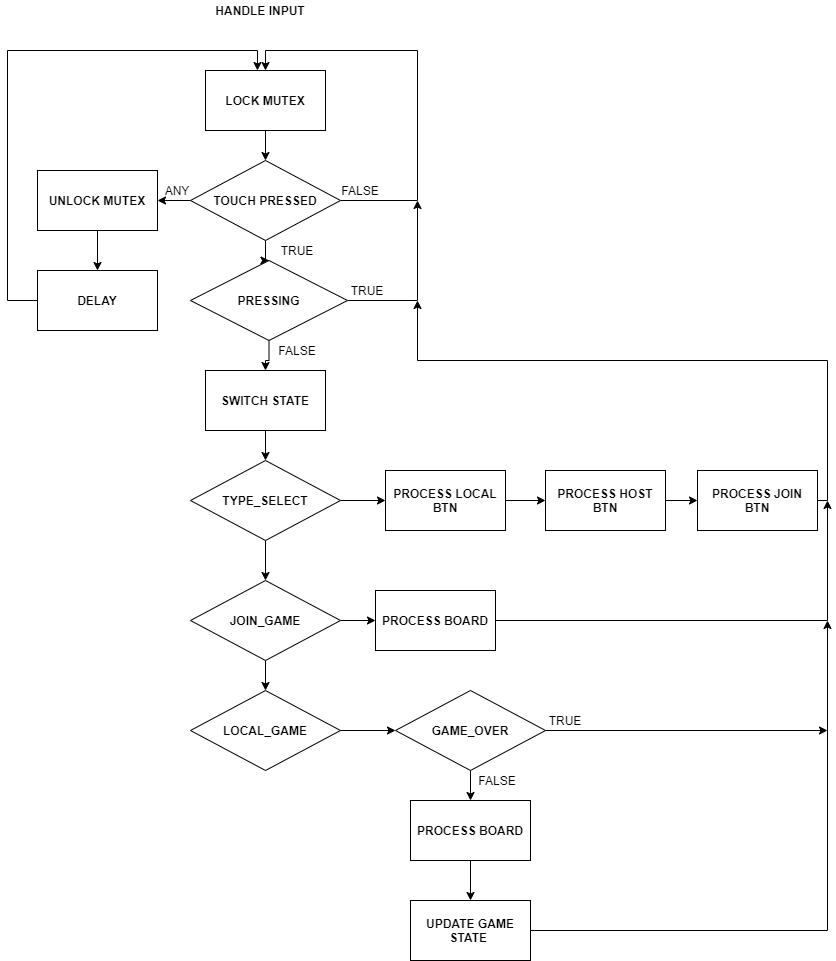 HANDLE INPUT
LOCK MUTEX
UNLOCK MUTEX
ANY
TOUCH PRESSED
FALSE
TRUE
DELAY
PRESSING
TRUE
FALSE
SWITCH STATE
TYPE_SELECT
PROCESS LOCAL
BTN
PROCESS HOST
BTN
PROCESS JOIN
BTN
JOIN_GAME
PROCESS BOARD
LOCAL_GAME
GAME_OVER
TRUE
FALSE
PROCESS BOARD
UPDATE GAME
STATE